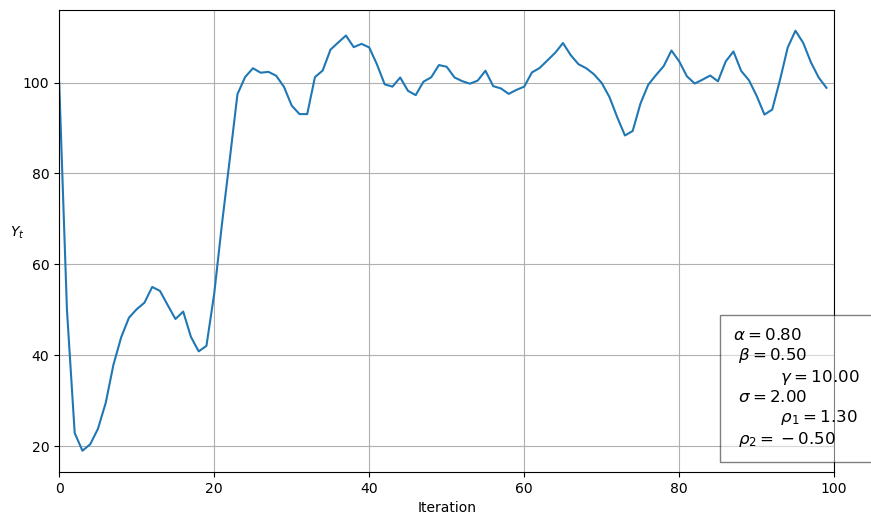 100
80
60
40
20
Y_t
0 20 40 60 80 100
Iteration
α = 0.80
β = 0.50
γ = 10.00
σ = 2.00
ρ₁ = 1.30
ρ₂ = −0.50